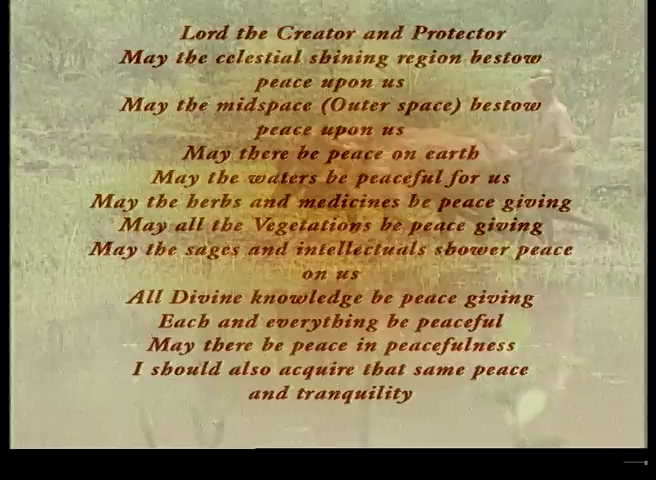 Lord the Creator and Protector
May the celestial shining region bestow
peace upon us
May the midspace (Outer space) bestow
peace upon us
May there be peace on earth
May the waters be peaceful for us
May the herbs and medicines be peace giving
May all the Vegetations be peace giving
May the sages and intellectuals shower peace
on us
All Divine knowledge be peace giving
Each and everything be peaceful
May there be peace in peacefulness
I should also acquire that same peace
and tranquility